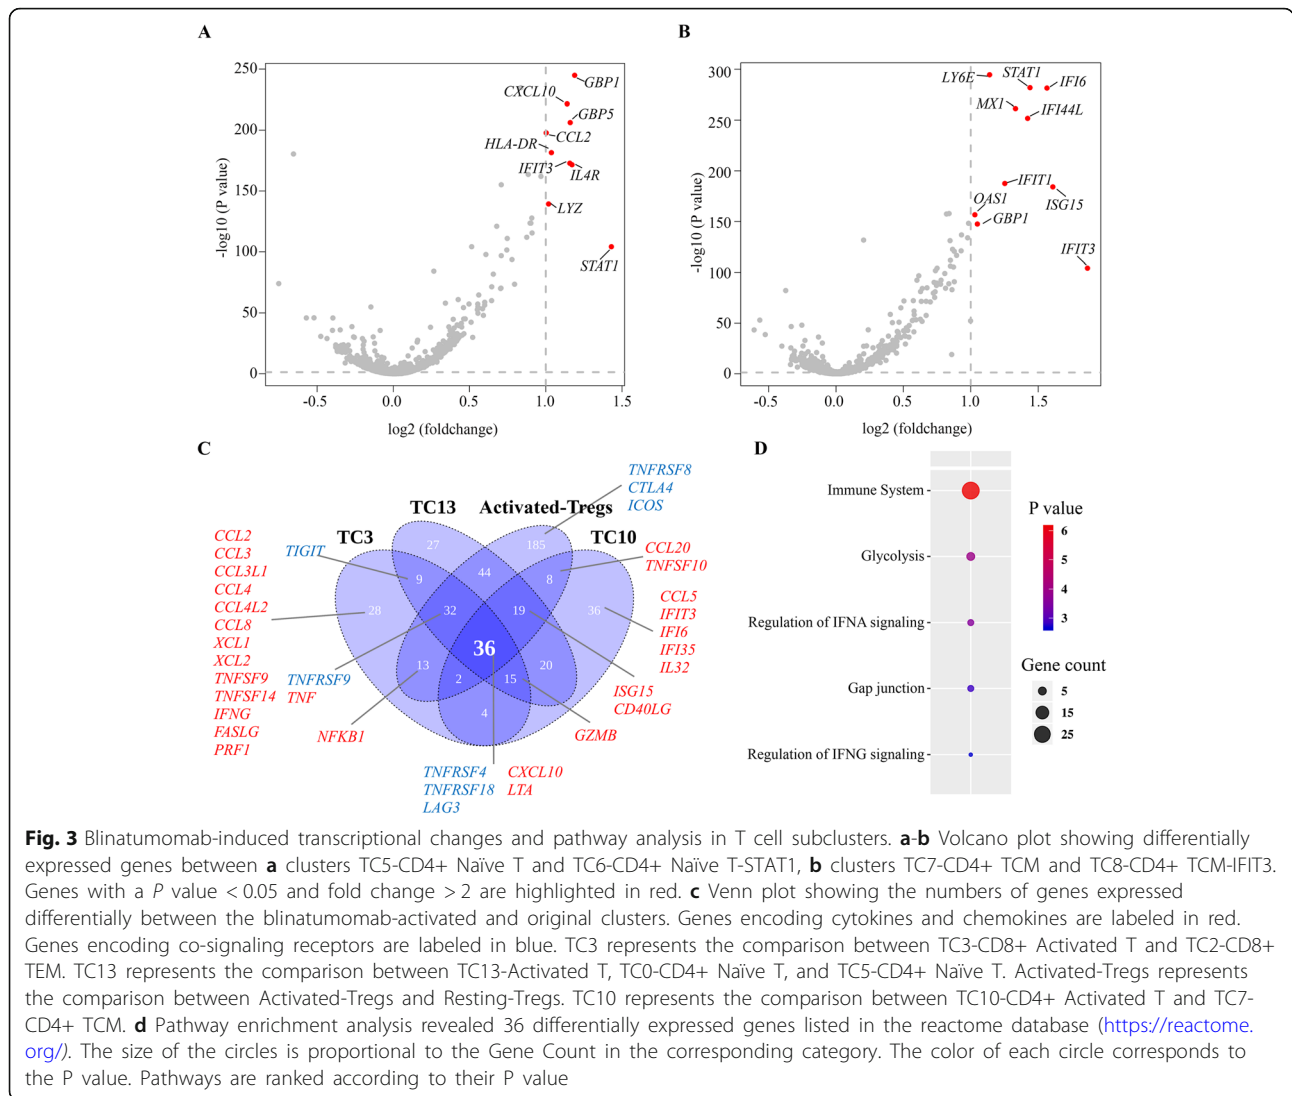 A
-log10 (P value)
250
200
150
100
50
0
-0.5
0.0
0.5
1.0
1.5
log2 (foldchange)
GBP1
CXCL10
GBP5
CCL2
HLA-DR
IFIT3
IL4R
LYZ
STAT1
B
-log10 (P value)
300
250
200
150
100
50
0
-0.5
0.0
0.5
1.0
1.5
log2 (foldchange)
LY6E
STAT1
IFI6
MX1
IFI44L
IFIT1
ISG15
OAS1
GBP1
IFIT3
C
TC3
TC13
Activated-Tregs
TC10
TNFRSF8
CTLA4
ICOS
CCL2
CCL3
CCL3L1
CCL4
CCL4L2
CCL8
XCL1
XCL2
TNFSF9
TNFSF14
IFNG
FASLG
PRF1
TIGIT
TNFRSF9
TNF
NFKB1
TNFRSF4
TNFRSF18
LAG3
CXCL10
LTA
GZMB
ISG15
CD40LG
CCL20
TNFSF10
CCL5
IFIT3
IFI6
IFI35
IL32
27
185
9
44
8
28
32
19
36
36
13
2
15
20
4
D
Immune System
Glycolysis
Regulation of IFNA signaling
Gap junction
Regulation of IFNG signaling
P value
6
5
4
3
Gene count
5
15
25
Fig. 3 Blinatumomab-induced transcriptional changes and pathway analysis in T cell subclusters. a-b Volcano plot showing differentially
expressed genes between a clusters TC5-CD4+ Naïve T and TC6-CD4+ Naïve T-STAT1, b clusters TC7-CD4+ TCM and TC8-CD4+ TCM-IFIT3.
Genes with a P value < 0.05 and fold change > 2 are highlighted in red. c Venn plot showing the numbers of genes expressed
differentially between the blinatumomab-activated and original clusters. Genes encoding cytokines and chemokines are labeled in red.
Genes encoding co-signaling receptors are labeled in blue. TC3 represents the comparison between TC3-CD8+ Activated T and TC2-CD8+
TEM. TC13 represents the comparison between TC13-Activated T, TC0-CD4+ Naïve T, and TC5-CD4+ Naïve T. Activated-Tregs represents
the comparison between Activated-Tregs and Resting-Tregs. TC10 represents the comparison between TC10-CD4+ Activated T and TC7-
CD4+ TCM. d Pathway enrichment analysis revealed 36 differentially expressed genes listed in the reactome database (https://reactome.
org/). The size of the circles is proportional to the Gene Count in the corresponding category. The color of each circle corresponds to
the P value. Pathways are ranked according to their P value